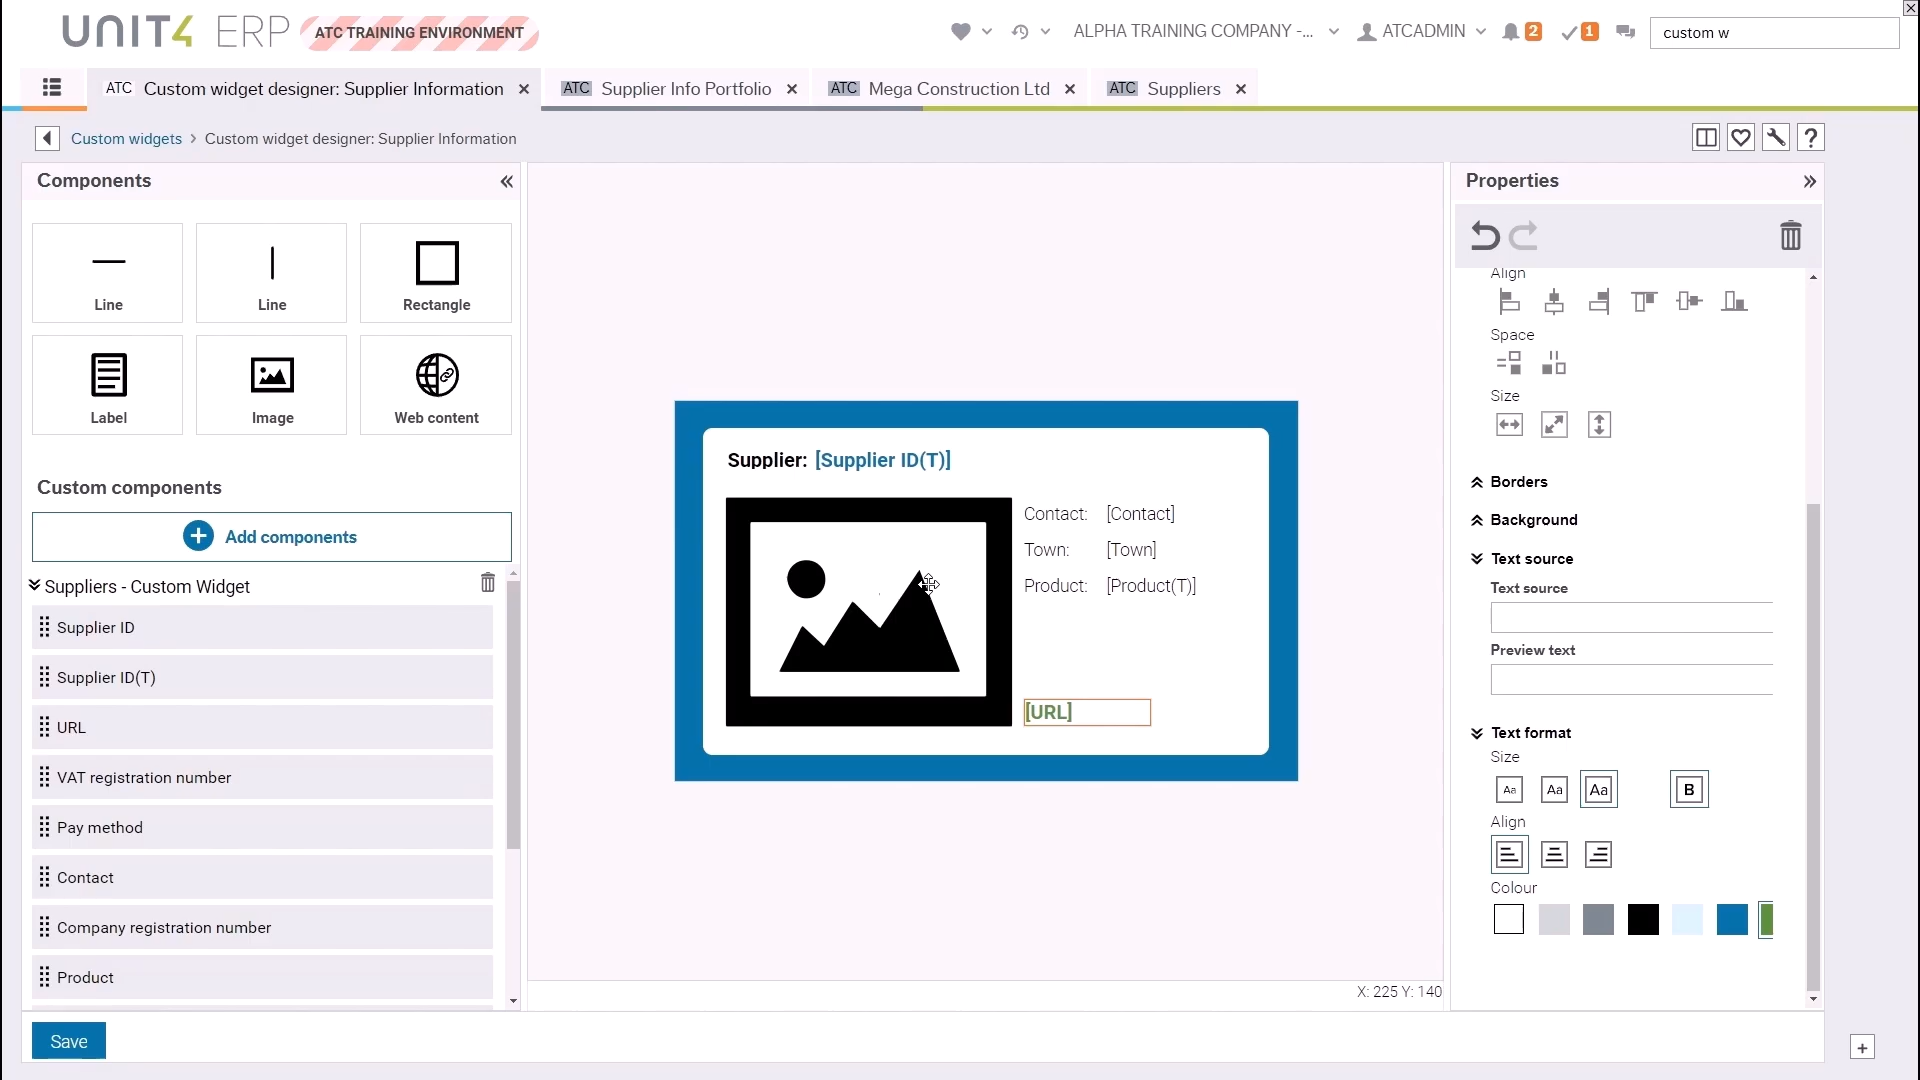 UNIT4 ERP ATC TRAINING ENVIRONMENT
ALPHA TRAINING COMPANY -...
ATCADMIN
2
1
custom w
ATC Custom widget designer: Supplier Information
ATC Supplier Info Portfolio
ATC Mega Construction Ltd
ATC Suppliers
Custom widgets > Custom widget designer: Supplier Information
?
Components
Line
Line
Rectangle
Label
Image
Web content
Custom components
Add components
Suppliers - Custom Widget
Supplier ID
Supplier ID(T)
URL
VAT registration number
Pay method
Contact
Company registration number
Product
Save
Supplier: [Supplier ID(T)]
Contact: [Contact]
Town: [Town]
Product: [Product(T)]
[URL]
X: 225 Y: 140
Properties
Align
Space
Size
Borders
Background
Text source
Text source
Preview text
Text format
Size
Aa
Aa
Aa
B
Align
Colour